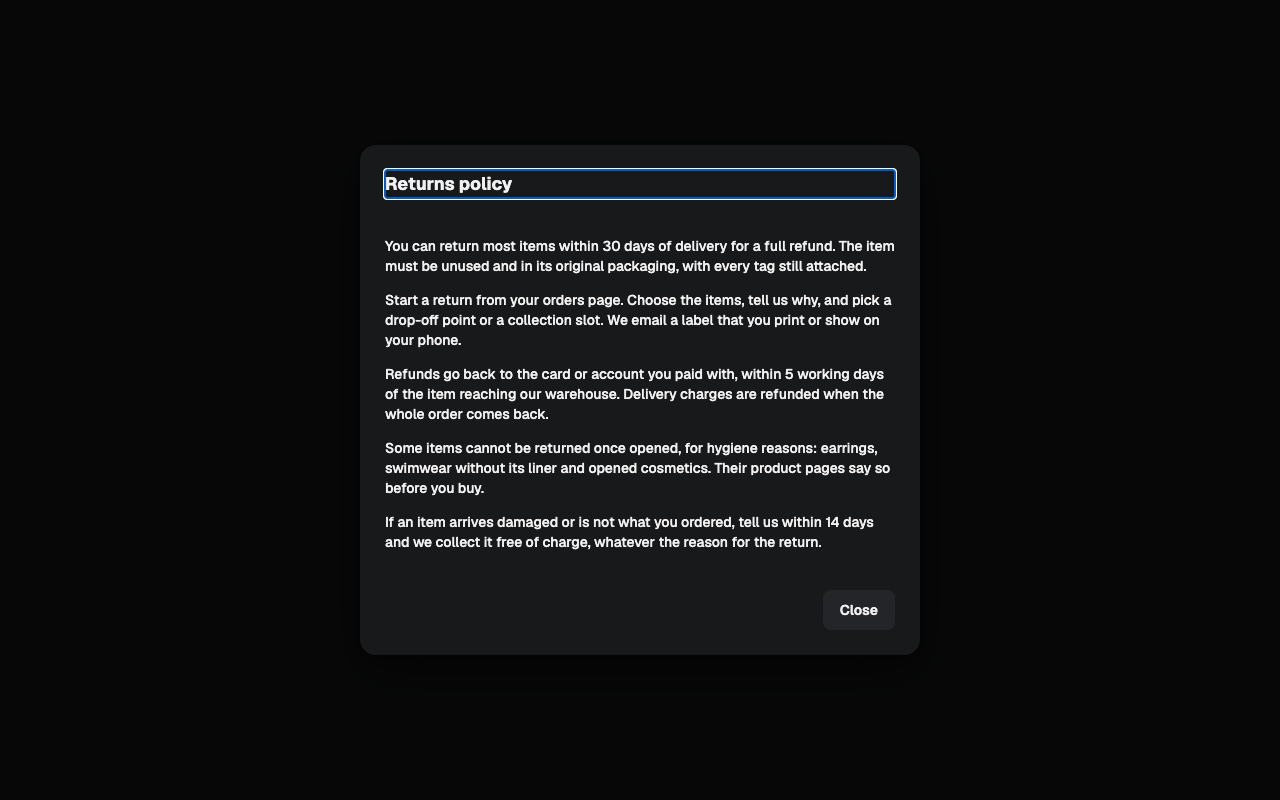 Returns policy
You can return most items within 30 days of delivery for a full refund. The item
must be unused and in its original packaging, with every tag still attached.
Start a return from your orders page. Choose the items, tell us why, and pick a
drop-off point or a collection slot. We email a label that you print or show on
your phone.
Refunds go back to the card or account you paid with, within 5 working days
of the item reaching our warehouse. Delivery charges are refunded when the
whole order comes back.
Some items cannot be returned once opened, for hygiene reasons: earrings,
swimwear without its liner and opened cosmetics. Their product pages say so
before you buy.
If an item arrives damaged or is not what you ordered, tell us within 14 days
and we collect it free of charge, whatever the reason for the return.
Close